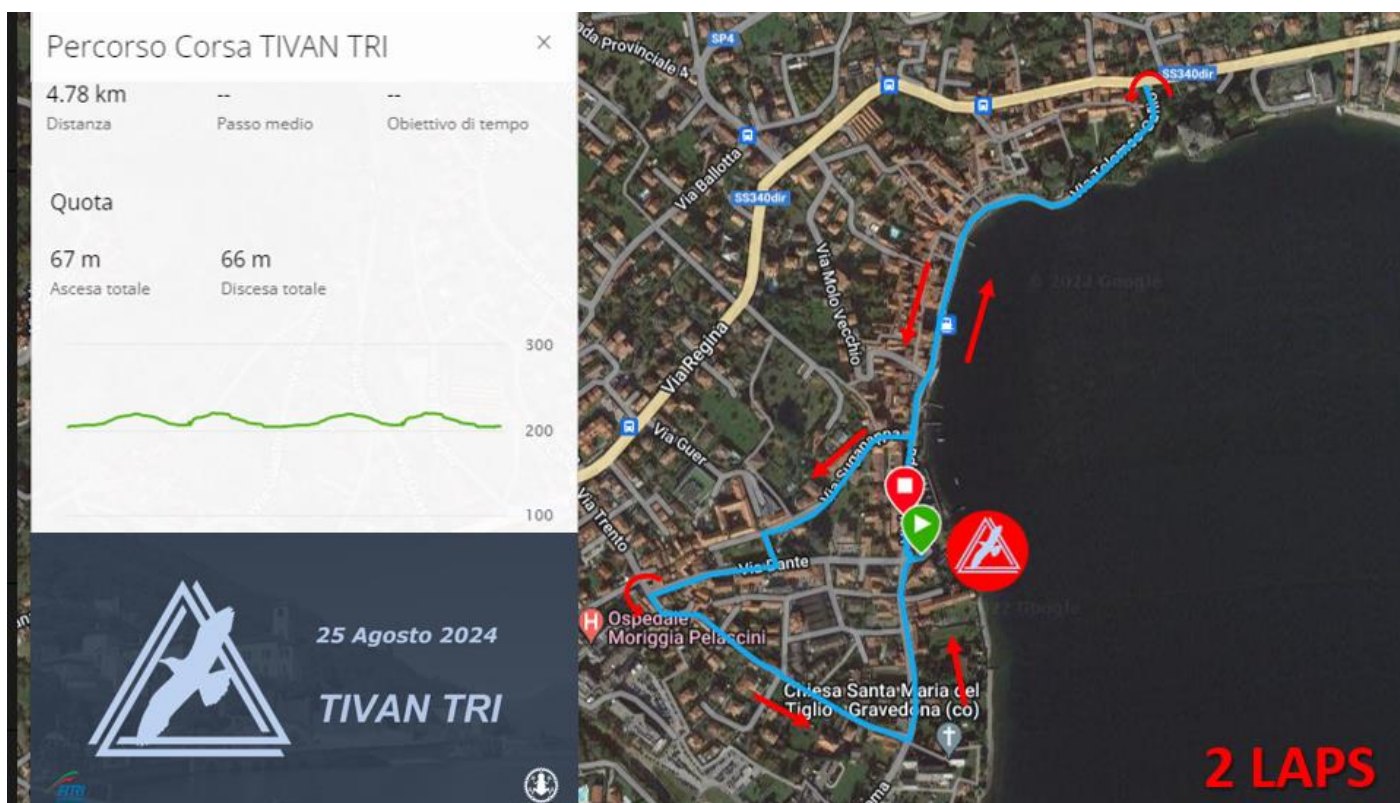 Percorso Corsa TIVAN TRI
×
4.78 km
--
--
Distanza
Passo medio
Obiettivo di tempo
Quota
67 m
66 m
Ascesa totale
Discesa totale
300
200
100
25 Agosto 2024
TIVAN TRI
FITRI
Provinciale 4
SP4
SS340dir
Via Ballotta
SS340dir
Via Molo Vecchio
© 2024 Google
Via Regina
Via Guer
Via Trento
Via Dante
Google
H
Ospedale
Moriggia Pelascini
Chiesa Santa Maria del
Tiglio - Gravedona (co)
2 LAPS